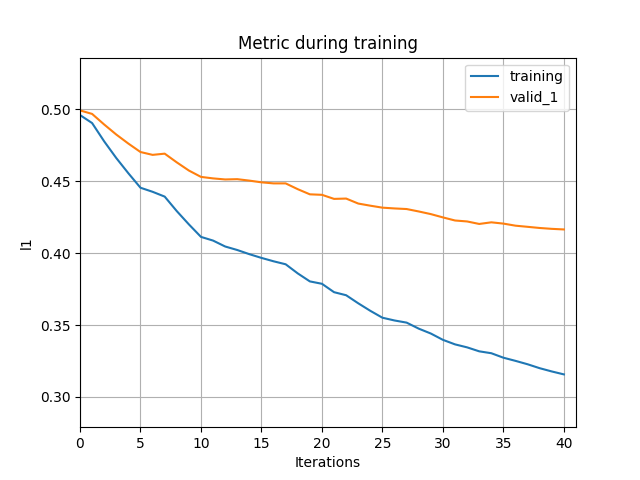 Metric during training
training
valid_1
0.50
0.45
0.40
0.35
0.30
l1
0 5 10 15 20 25 30 35 40
Iterations